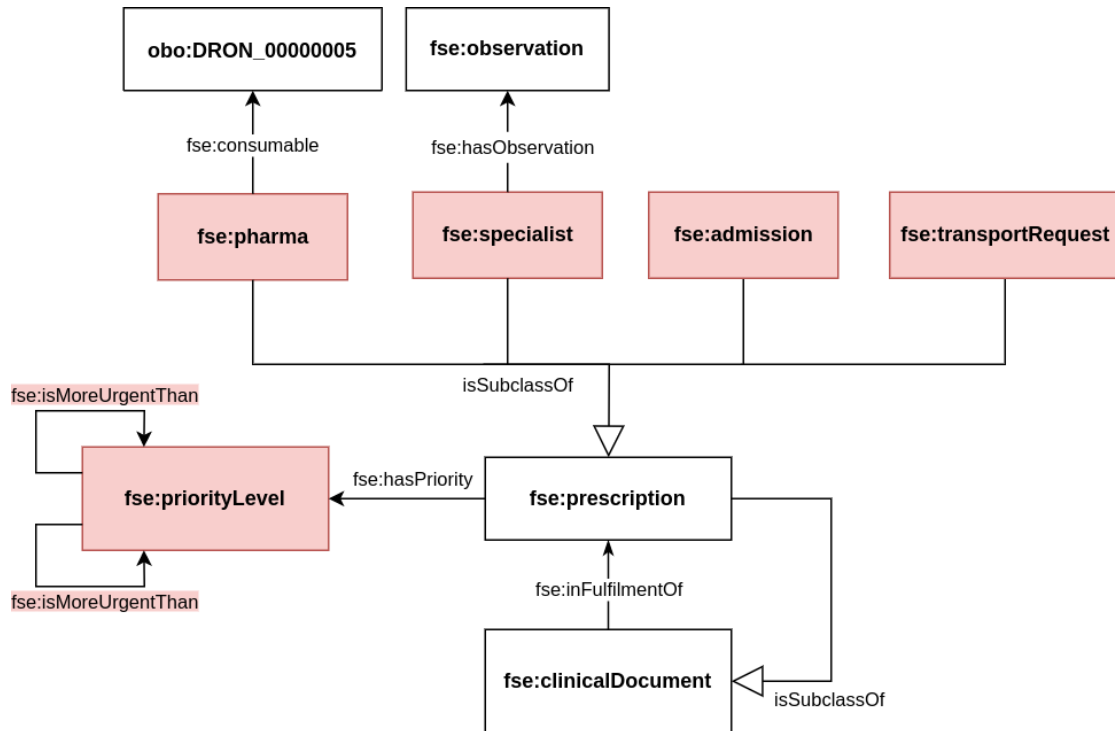 obo:DRON_00000005
fse:observation
fse:consumable
fse:hasObservation
fse:pharma
fse:specialist
fse:admission
fse:transportRequest
isSubclassOf
fse:isMoreUrgentThan
fse:priorityLevel
fse:hasPriority
fse:prescription
fse:isMoreUrgentThan
fse:inFulfilmentOf
fse:clinicalDocument
isSubclassOf